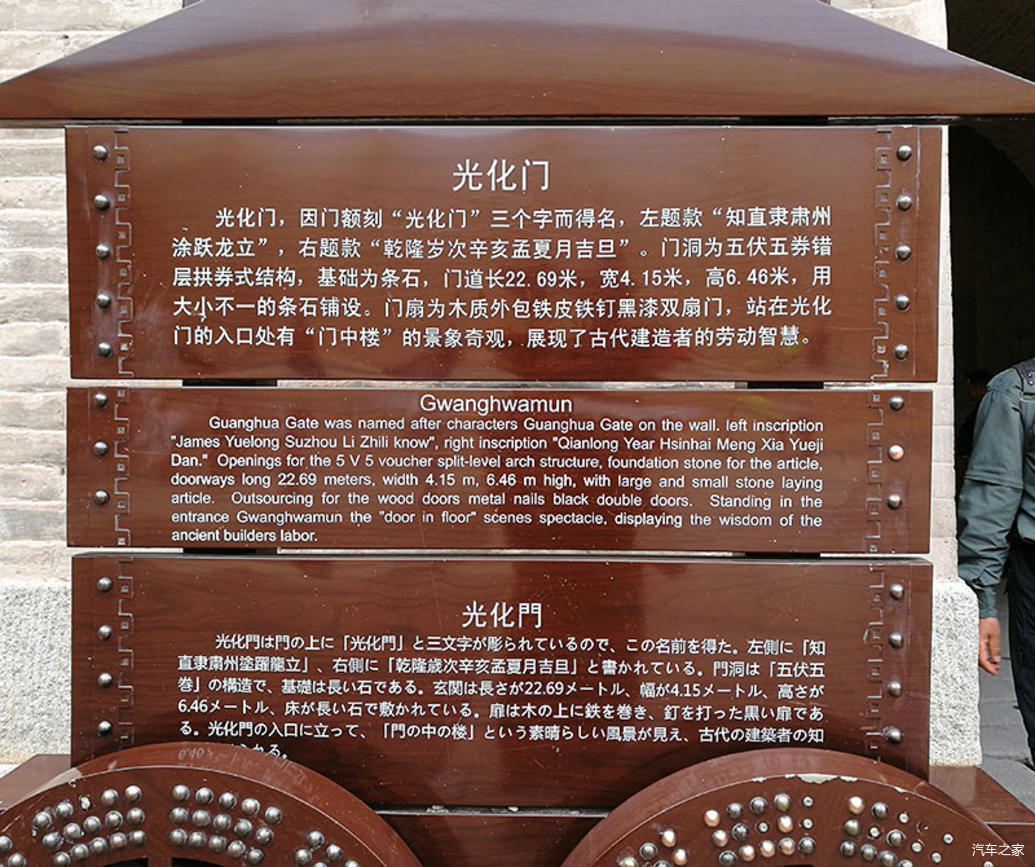 光化门
光化门，因门额刻“光化门”三个字而得名，左题款“知直隶肃州
涂跃龙立”，右题款“乾隆岁次辛亥孟夏月吉旦”。门洞为五伏五券错
层拱券式结构，基础为条石，门道长22.69米，宽4.15米，高6.46米，用
大小不一的条石铺设。门扇为木质外包铁皮铁钉黑漆双扇门，站在光化
门的入口处有“门中楼”的景象奇观，展现了古代建造者的劳动智慧。
Gwanghwamun
Guanghua Gate was named after characters Guanghua Gate on the wall. left inscription
"James Yuelong Suzhou Li Zhili know", right inscription "Qianlong Year Hsinhai Meng Xia Yueji
Dan." Openings for the 5 V 5 voucher split-level arch structure, foundation stone for the article,
doorways long 22.69 meters, width 4.15 m, 6.46 m high, with large and small stone laying
article. Outsourcing for the wood doors metal nails black double doors. Standing in the
entrance Gwanghwamun the "door in floor" scenes spectacie, displaying the wisdom of the
ancient builders labor.
光化門
光化門は門の上に「光化門」と三文字が彫られているので、この名前を得た。左側に「知
直隶肃州塗躍龍立」、右側に「乾隆歳次辛亥孟夏月吉旦」と書かれている。門洞は「五伏五
巻」の構造で、基礎は長い石である。玄関は長さが22.69メートル、幅が4.15メートル、高さが
6.46メートル、床が長い石で敷かれている。扉は木の上に鉄を巻き、釘を打った黒い扉であ
る。光化門の入口に立って、「門の中の楼」という素晴らしい風景が見え、古代の建築者の知
れる。
汽车之家